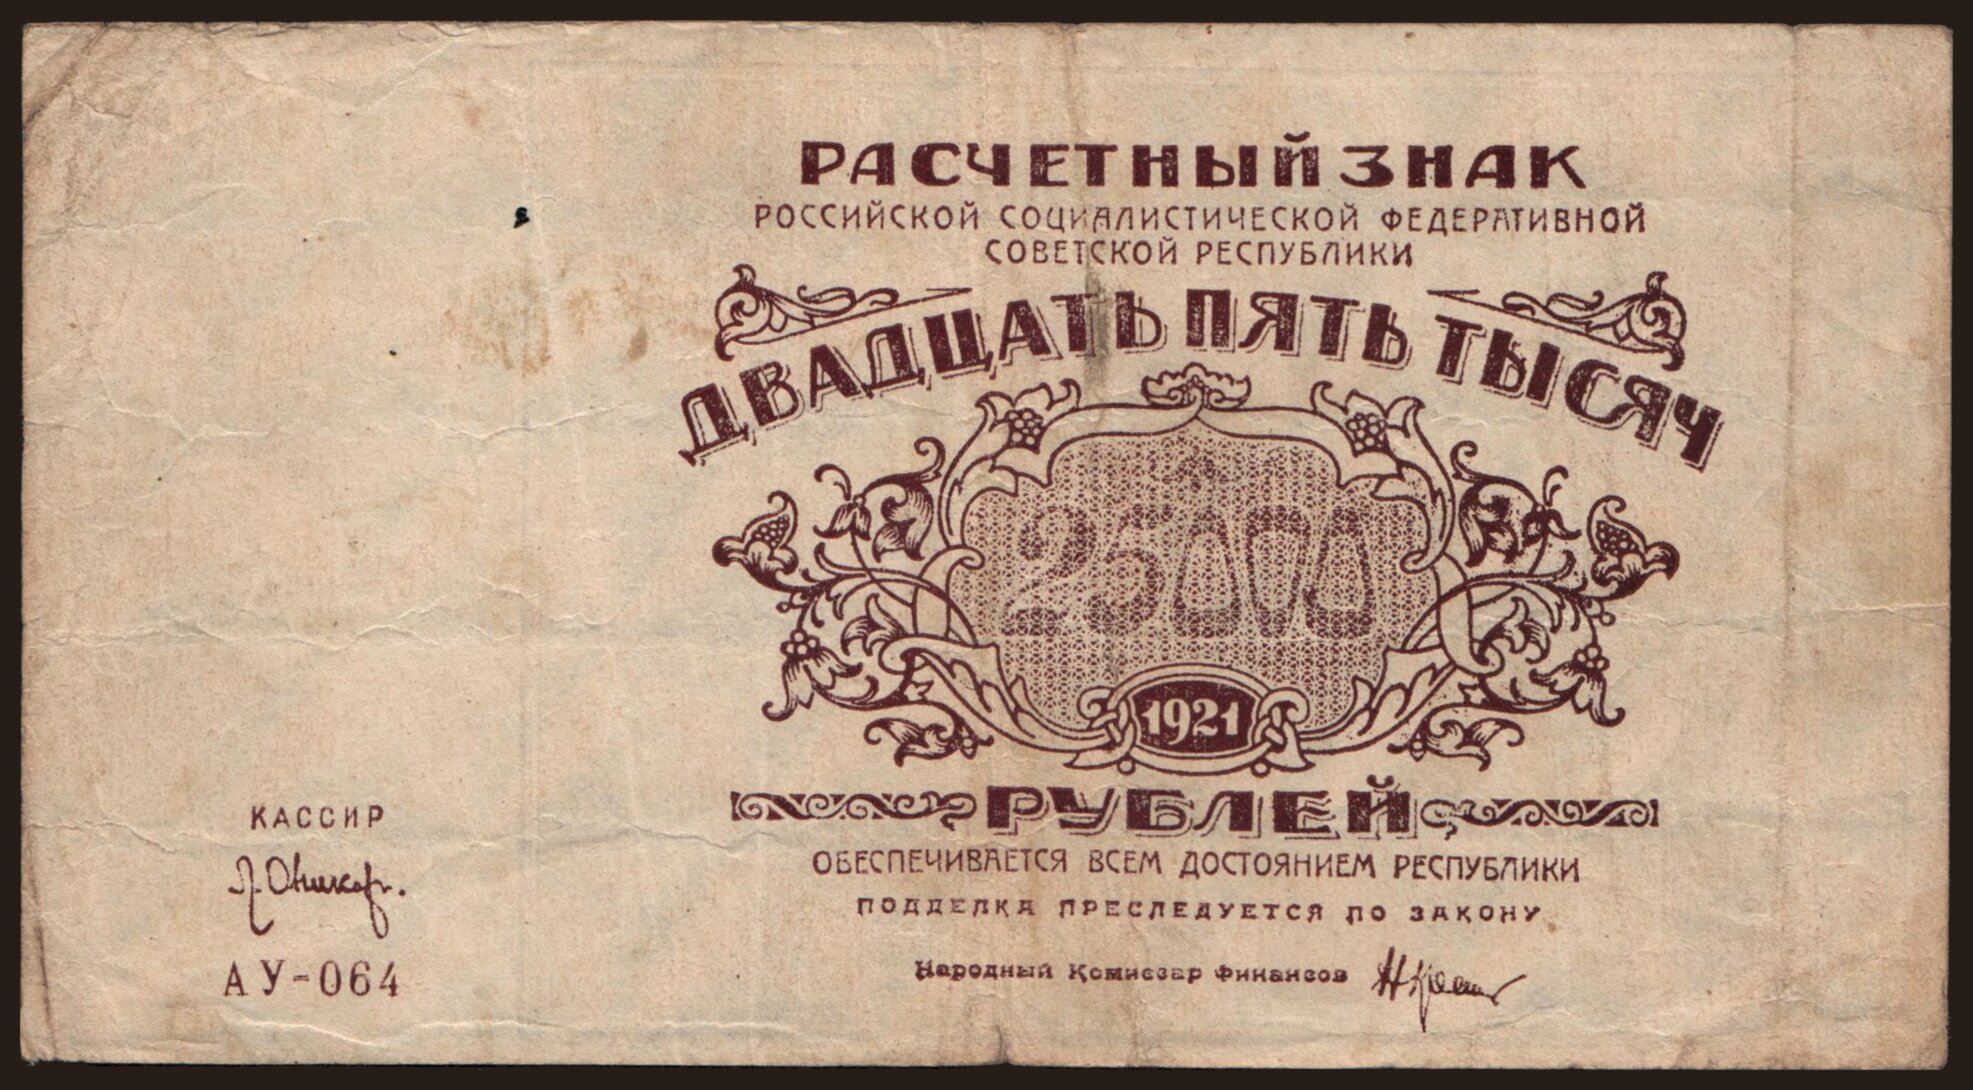 РАСЧЕТНЫЙ ЗНАК
РОССИЙСКОЙ СОЦИАЛИСТИЧЕСКОЙ ФЕДЕРАТИВНОЙ
СОВЕТСКОЙ РЕСПУБЛИКИ
ДВАДЦАТЬ ПЯТЬ ТЫСЯЧ
25000
1921
РУБЛЕЙ
ОБЕСПЕЧИВАЕТСЯ ВСЕМ ДОСТОЯНИЕМ РЕСПУБЛИКИ
ПОДДЕЛКА ПРЕСЛЕДУЕТСЯ ПО ЗАКОНУ
Народный Комиссар Финансов
КАССИР
АУ-064